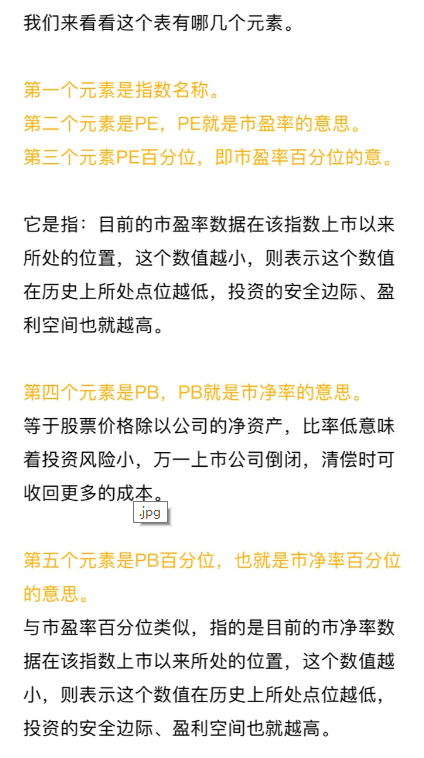 我们来看看这个表有哪几个元素。
第一个元素是指数名称。
第二个元素是PE，PE就是市盈率的意思。
第三个元素PE百分位，即市盈率百分位的意。
它是指：目前的市盈率数据在该指数上市以来
所处的位置，这个数值越小，则表示这个数值
在历史上所处点位越低，投资的安全边际、盈
利空间也就越高。
第四个元素是PB，PB就是市净率的意思。
等于股票价格除以公司的净资产，比率低意味
着投资风险小，万一上市公司倒闭，清偿时可
收回更多的成本。
.jpg
第五个元素是PB百分位，也就是市净率百分位
的意思。
与市盈率百分位类似，指的是目前的市净率数
据在该指数上市以来所处的位置，这个数值越
小，则表示这个数值在历史上所处点位越低，
投资的安全边际、盈利空间也就越高。